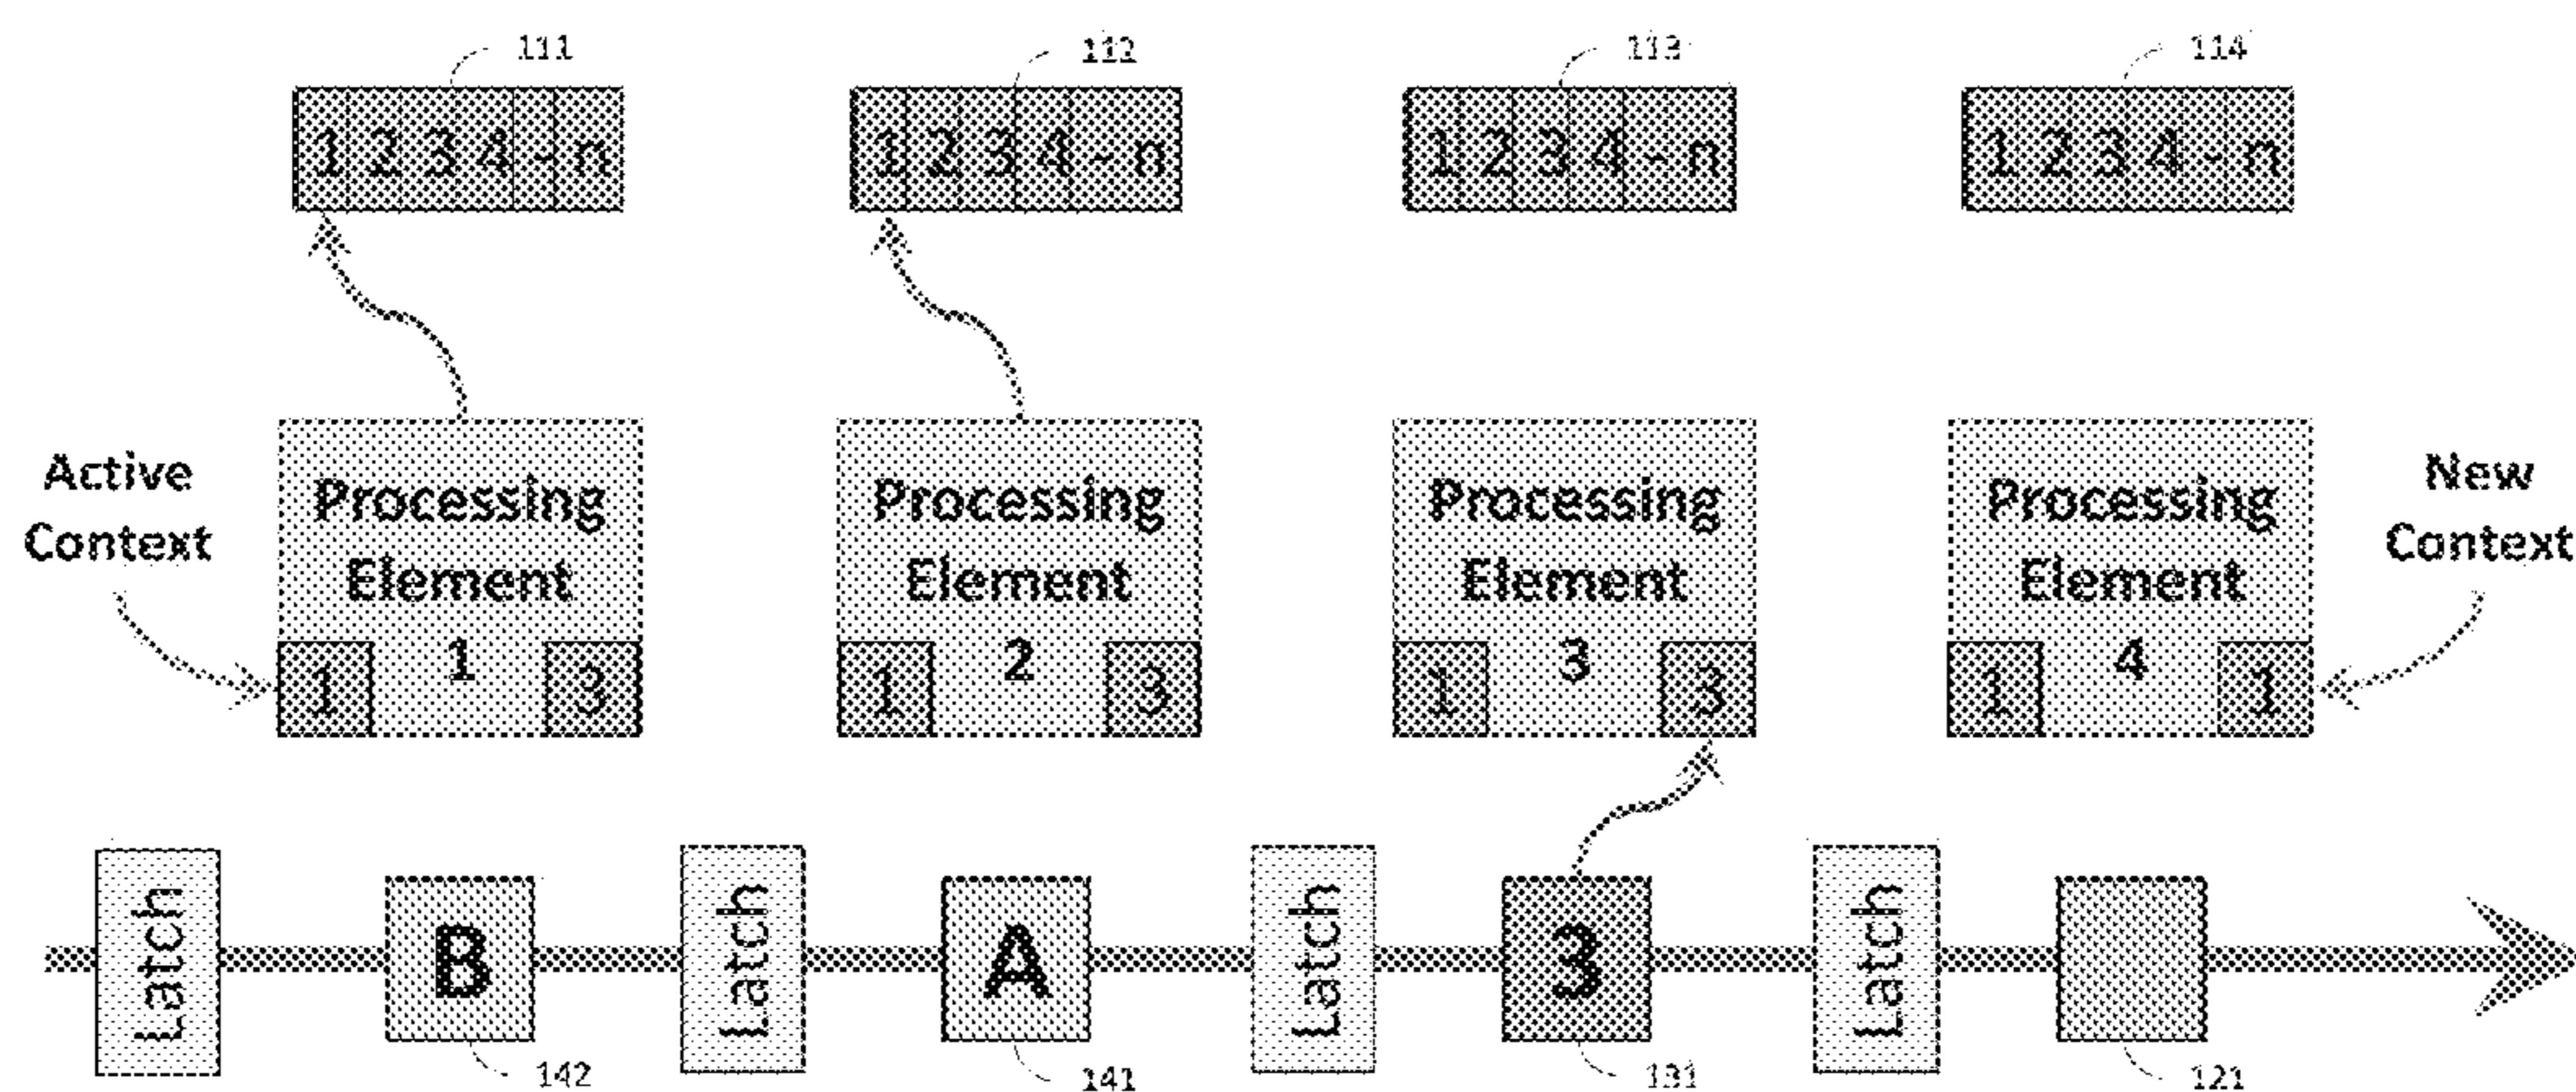 111
112
113
114
1 2 3 4 - n
1 2 3 4 - n
1 2 3 4 - n
1 2 3 4 - n
Active
Context
Processing
Element
1
1
3
Processing
Element
2
1
3
Processing
Element
3
1
3
Processing
Element
4
1
1
New
Context
Latch
B
Latch
A
Latch
3
Latch
142
141
131
121